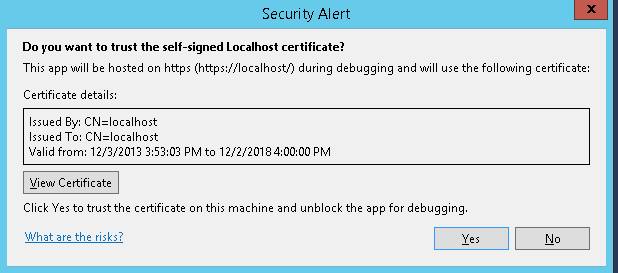 Security Alert
x
Do you want to trust the self-signed Localhost certificate?
This app will be hosted on https (https://localhost/) during debugging and will use the following certificate:
Certificate details:
Issued By: CN=localhost
Issued To: CN=localhost
Valid from: 12/3/2013 3:53:03 PM to 12/2/2018 4:00:00 PM
View Certificate
Click Yes to trust the certificate on this machine and unblock the app for debugging.
What are the risks?
Yes
No